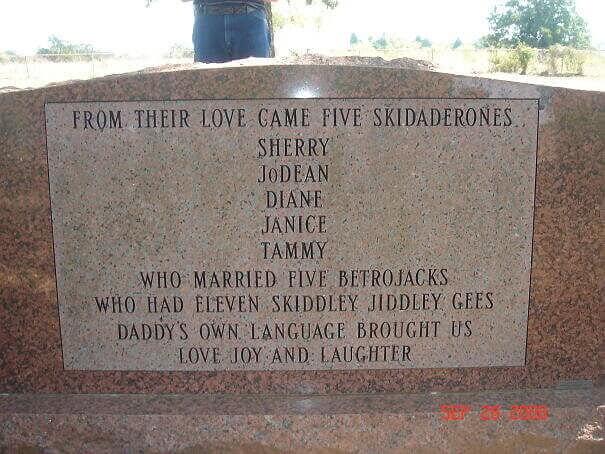 FROM THEIR LOVE CAME FIVE SKIDADERONES
SHERRY
JoDEAN
DIANE
JANICE
TAMMY
WHO MARRIED FIVE BETROJACKS
WHO HAD ELEVEN SKIDDLEY JIDDLEY GEES
DADDY'S OWN LANGUAGE BROUGHT US
LOVE JOY AND LAUGHTER
SEP